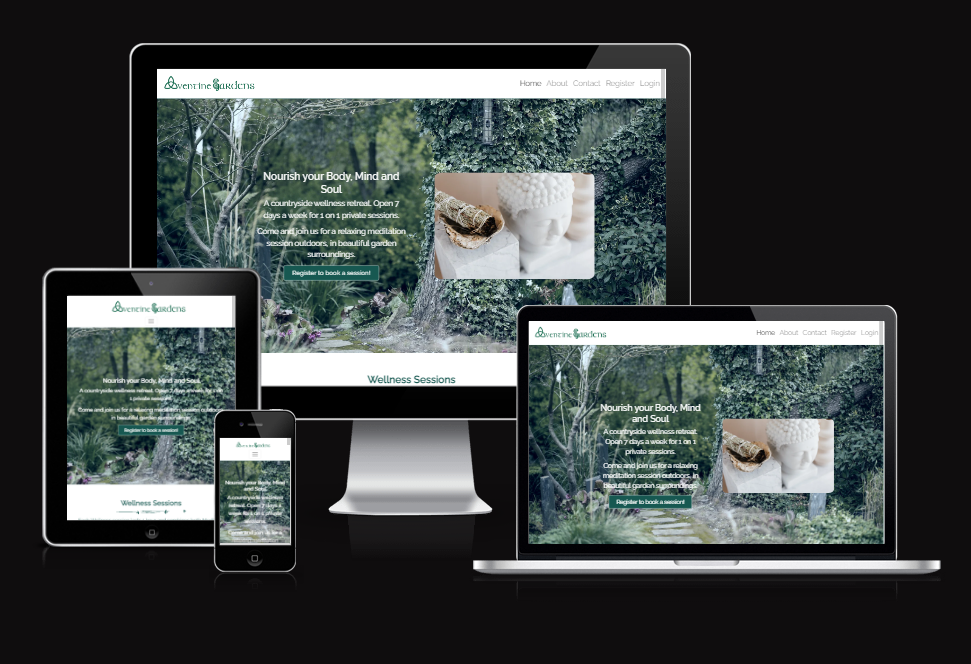 Aventine Gardens
Home About Contact Register Login
Nourish your Body, Mind and
Soul
A countryside wellness retreat. Open 7
days a week for 1 on 1 private sessions.
Come and join us for a relaxing meditation
session outdoors, in beautiful garden
surroundings.
Register to book a session!
Wellness Sessions
Aventine Gardens
Nourish your Body, Mind and Soul
A countryside wellness retreat. Open 7 days a week for 1 on
1 private sessions.
Come and join us for a relaxing meditation session outdoors,
in beautiful garden surroundings.
Register to book a session!
Wellness Sessions
Aventine Gardens
Nourish your Body, Mind
and Soul
A countryside wellness
retreat. Open 7 days a
week for 1 on 1 private
sessions.
Aventine Gardens
Home About Contact Register Login
Nourish your Body, Mind
and Soul
A countryside wellness retreat.
Open 7 days a week for 1 on 1
private sessions.
Come and join us for a relaxing
meditation session outdoors, in
beautiful garden surroundings.
Register to book a session!